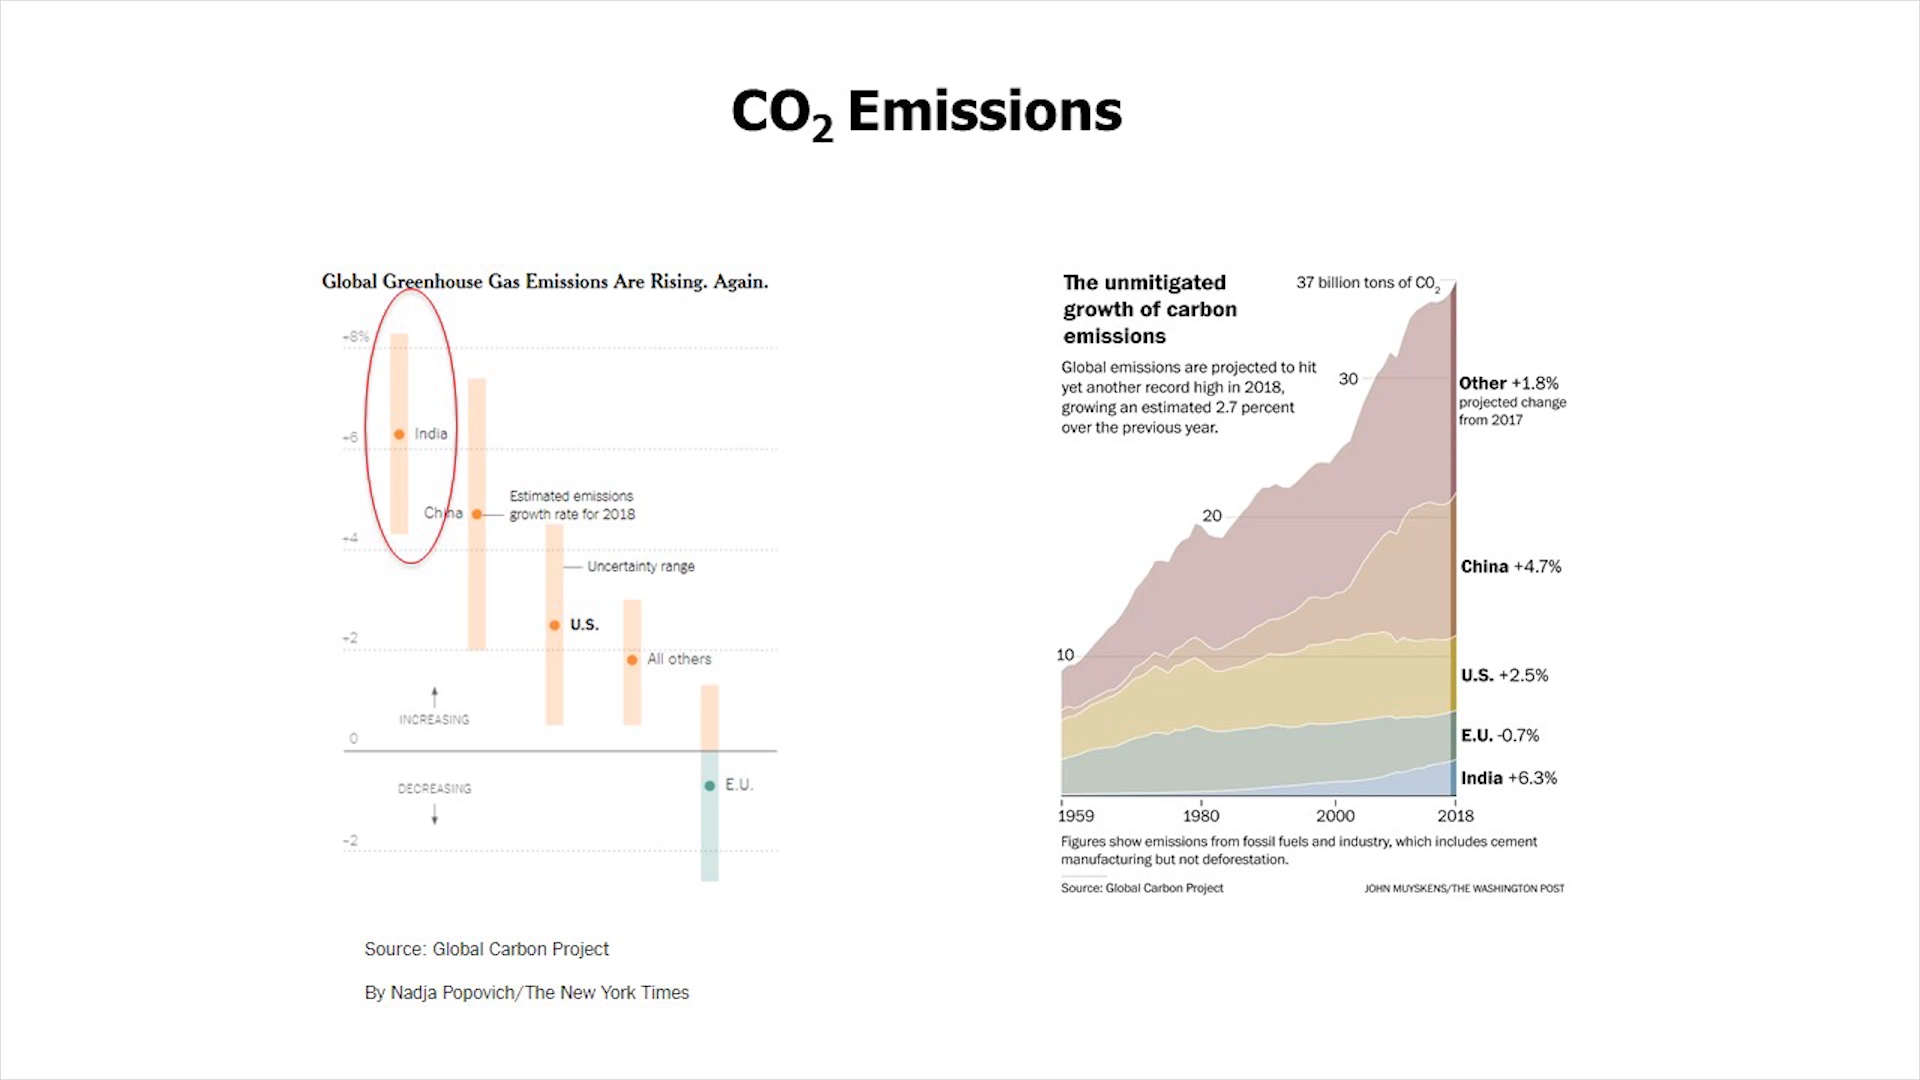 CO₂ Emissions
Global Greenhouse Gas Emissions Are Rising. Again.
+8%
India
+6
Estimated emissions
China
growth rate for 2018
+4
Uncertainty range
U.S.
+2
All others
INCREASING
0
E.U.
DECREASING
−2
Source: Global Carbon Project
By Nadja Popovich/The New York Times
The unmitigated
growth of carbon
emissions
37 billion tons of CO₂
Global emissions are projected to hit
yet another record high in 2018,
growing an estimated 2.7 percent
over the previous year.
30
Other +1.8%
projected change
from 2017
20
China +4.7%
10
U.S. +2.5%
E.U. -0.7%
India +6.3%
1959 1980 2000 2018
Figures show emissions from fossil fuels and industry, which includes cement
manufacturing but not deforestation.
Source: Global Carbon Project JOHN MUYSKENS/THE WASHINGTON POST